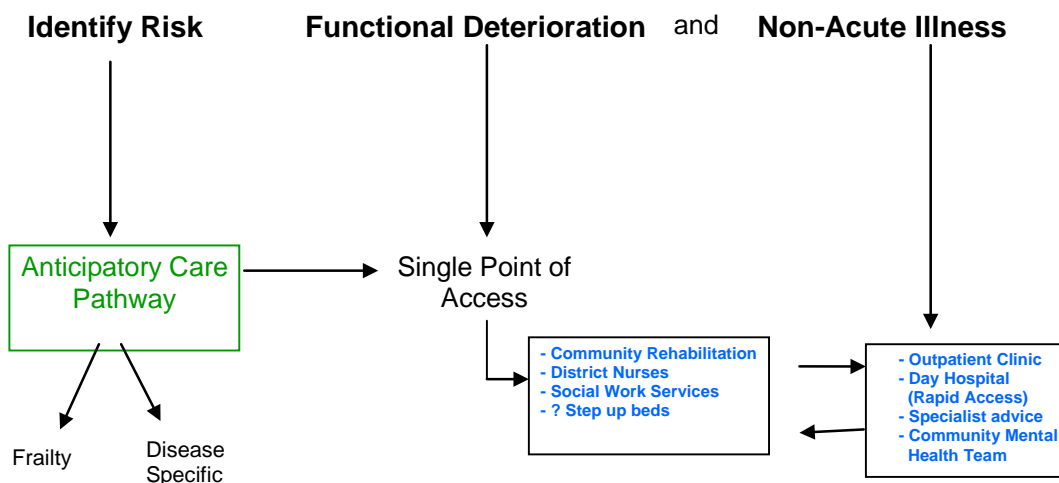 Identify Risk
Functional Deterioration and Non-Acute Illness
Anticipatory Care
Pathway
Single Point of
Access
- Community Rehabilitation
- District Nurses
- Social Work Services
- ? Step up beds
- Outpatient Clinic
- Day Hospital
(Rapid Access)
- Specialist advice
- Community Mental
Health Team
Frailty
Disease
Specific